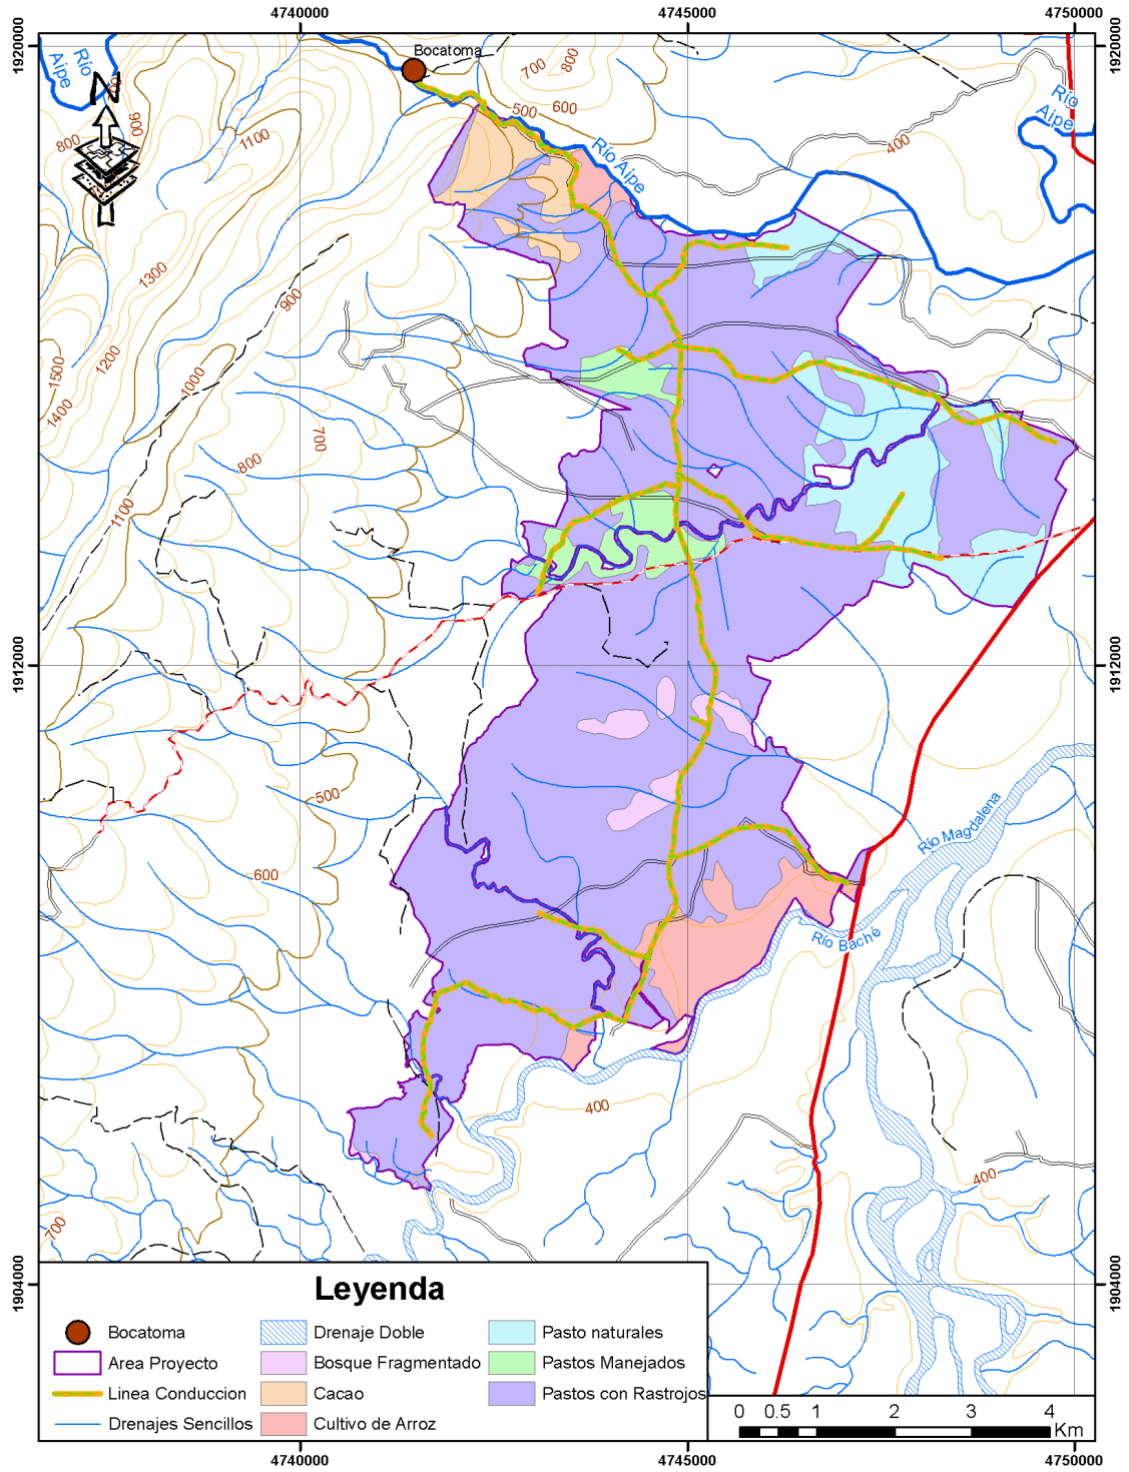 4740000 4745000 4750000
1920000 1920000
Bocatoma
Río
Aipe
N
800
900
1100
700
800
500
600
Río Aipe
Río
Aipe
400
1300
900
1500
1200
1400
1000
700
800
1100
1912000 1912000
500
600
Río Magdalena
Río Baché
400
400
700
1904000 1904000
Leyenda
Bocatoma
Area Proyecto
Linea Conduccion
Drenajes Sencillos
Drenaje Doble
Bosque Fragmentado
Cacao
Cultivo de Arroz
Pasto naturales
Pastos Manejados
Pastos con Rastrojos
0 0.5 1 2 3 4
Km
4740000 4745000 4750000